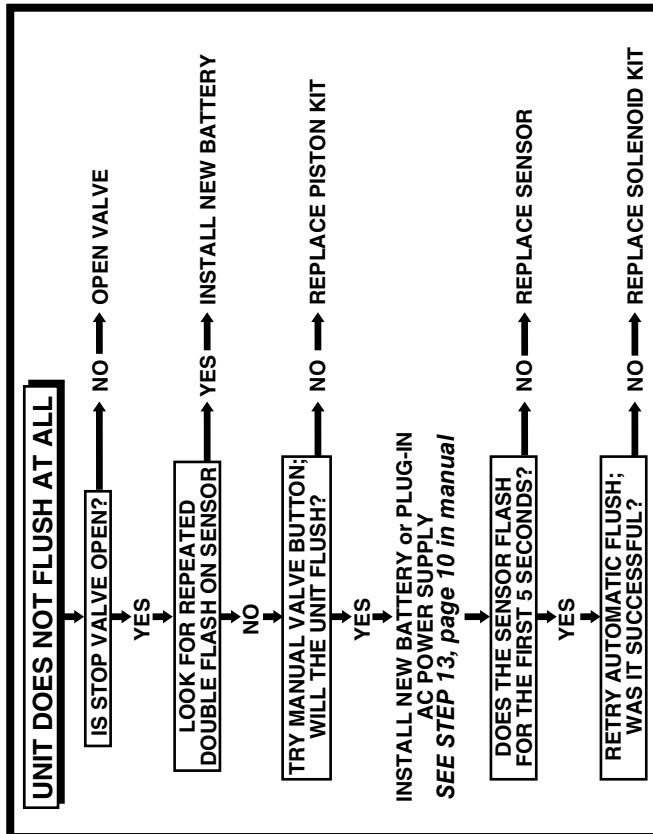 UNIT DOES NOT FLUSH AT ALL
IS STOP VALVE OPEN?
NO
OPEN VALVE
YES
LOOK FOR REPEATED
DOUBLE FLASH ON SENSOR
YES
INSTALL NEW BATTERY
NO
TRY MANUAL VALVE BUTTON;
WILL THE UNIT FLUSH?
NO
REPLACE PISTON KIT
YES
INSTALL NEW BATTERY or PLUG-IN
AC POWER SUPPLY
SEE STEP 13, page 10 in manual
DOES THE SENSOR FLASH
FOR THE FIRST 5 SECONDS?
NO
REPLACE SENSOR
YES
RETRY AUTOMATIC FLUSH;
WAS IT SUCCESSFUL?
NO
REPLACE SOLENOID KIT